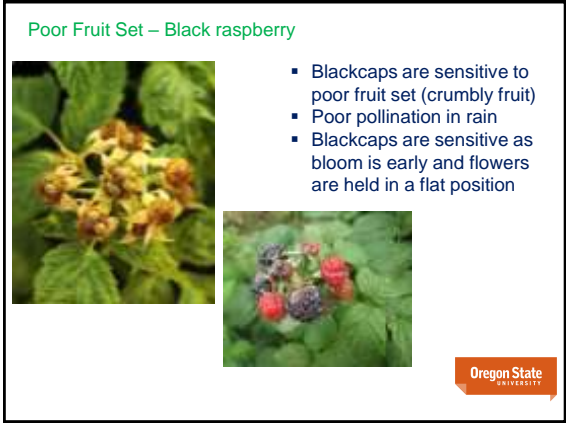 Poor Fruit Set – Black raspberry
▪ Blackcaps are sensitive to
poor fruit set (crumbly fruit)
▪ Poor pollination in rain
▪ Blackcaps are sensitive as
bloom is early and flowers
are held in a flat position
Oregon State
UNIVERSITY